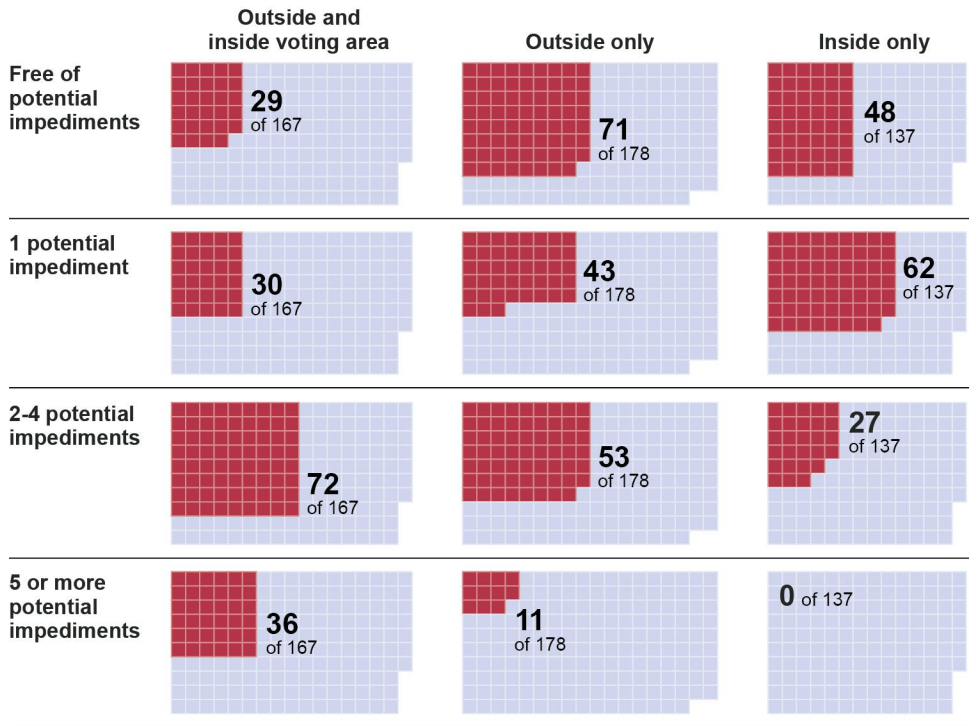 Outside and
inside voting area
Outside only
Inside only
Free of
potential
impediments
29
of 167
71
of 178
48
of 137
1 potential
impediment
30
of 167
43
of 178
62
of 137
2-4 potential
impediments
72
of 167
53
of 178
27
of 137
5 or more
potential
impediments
36
of 167
11
of 178
0 of 137